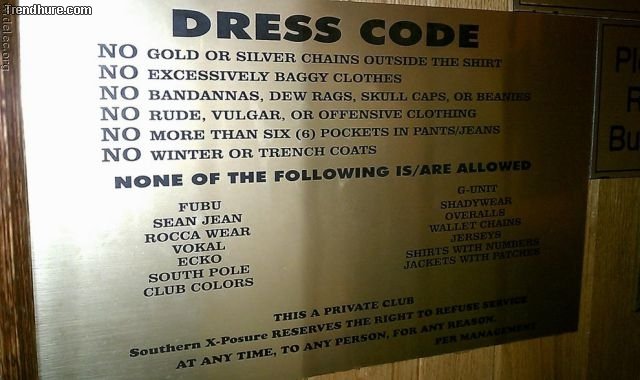 Trendhure.com
DRESS CODE
NO GOLD OR SILVER CHAINS OUTSIDE THE SHIRT
NO EXCESSIVELY BAGGY CLOTHES
NO BANDANNAS, DEW RAGS, SKULL CAPS, OR BEANIES
NO RUDE, VULGAR, OR OFFENSIVE CLOTHING
NO MORE THAN SIX (6) POCKETS IN PANTS/JEANS
NO WINTER OR TRENCH COATS
NONE OF THE FOLLOWING IS/ARE ALLOWED
FUBU
SEAN JEAN
ROCCA WEAR
VOKAL
ECKO
SOUTH POLE
CLUB COLORS
G-UNIT
SHADYWEAR
OVERALLS
WALLET CHAINS
JERSEYS
SHIRTS WITH NUMBERS
JACKETS WITH PATCHES
THIS A PRIVATE CLUB
Southern X-Posure RESERVES THE RIGHT TO REFUSE SERVICE
AT ANY TIME, TO ANY PERSON, FOR ANY REASON.
PER MANAGEMENT